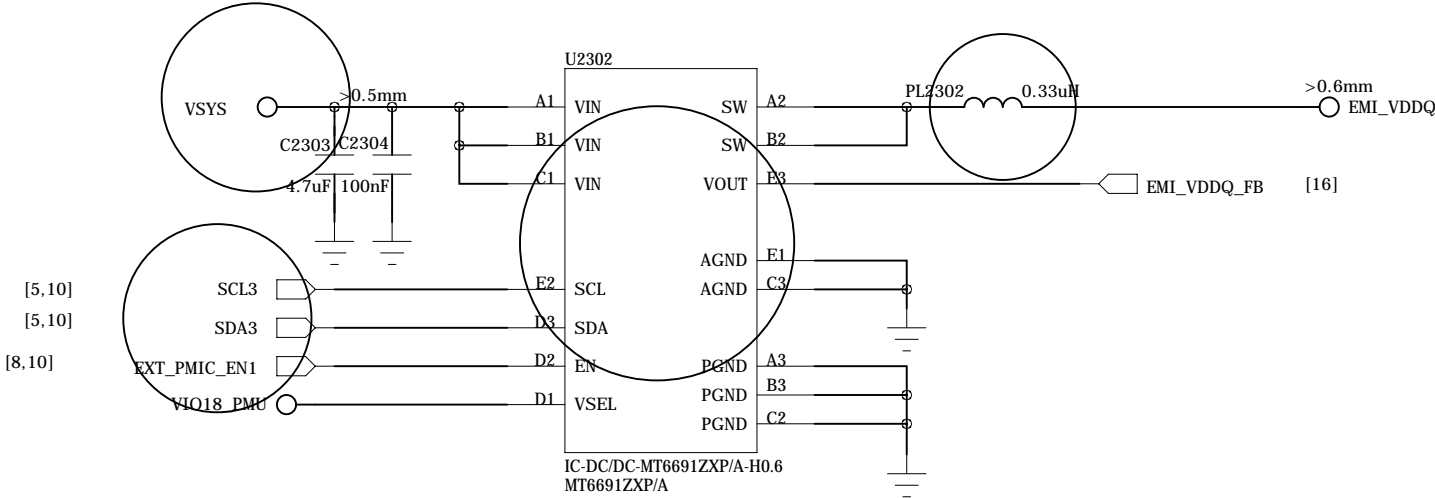 U2302
VSYS
>0.5mm
A1 VIN
SW A2
PL2302
0.33uH
>0.6mm
EMI_VDDQ
C2303
C2304
B1 VIN
SW B2
4.7uF
100nF
C1 VIN
VOUT E3
EMI_VDDQ_FB
[16]
AGND E1
[5,10]
SCL3
E2 SCL
AGND C3
[5,10]
SDA3
D3 SDA
[8,10]
EXT_PMIC_EN1
D2 EN
PGND A3
PGND B3
VIO18_PMU
D1 VSEL
PGND C2
IC-DC/DC-MT6691ZXP/A-H0.6
MT6691ZXP/A